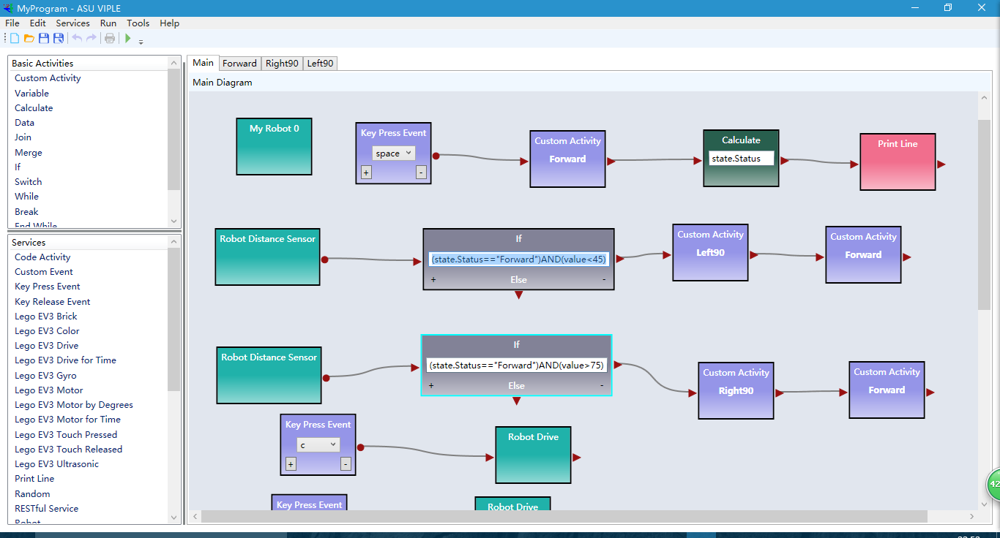 MyProgram - ASU VIPLE
File Edit Services Run Tools Help
Basic Activities
Custom Activity
Variable
Calculate
Data
Join
Merge
If
Switch
While
Break
End While
Services
Code Activity
Custom Event
Key Press Event
Key Release Event
Lego EV3 Brick
Lego EV3 Color
Lego EV3 Drive
Lego EV3 Drive for Time
Lego EV3 Gyro
Lego EV3 Motor
Lego EV3 Motor by Degrees
Lego EV3 Motor for Time
Lego EV3 Touch Pressed
Lego EV3 Touch Released
Lego EV3 Ultrasonic
Print Line
Random
RESTful Service
Robot
Main Forward Right90 Left90
Main Diagram
My Robot 0
Key Press Event
space
+ -
Custom Activity
Forward
Calculate
state.Status
Print Line
Robot Distance Sensor
If
(state.Status=="Forward")AND(value<45)
+ Else -
Custom Activity
Left90
Custom Activity
Forward
Robot Distance Sensor
If
(state.Status=="Forward")AND(value>75)
+ Else -
Custom Activity
Right90
Custom Activity
Forward
Key Press Event
c
+ -
Robot Drive
Key Press Event
Robot Drive
42